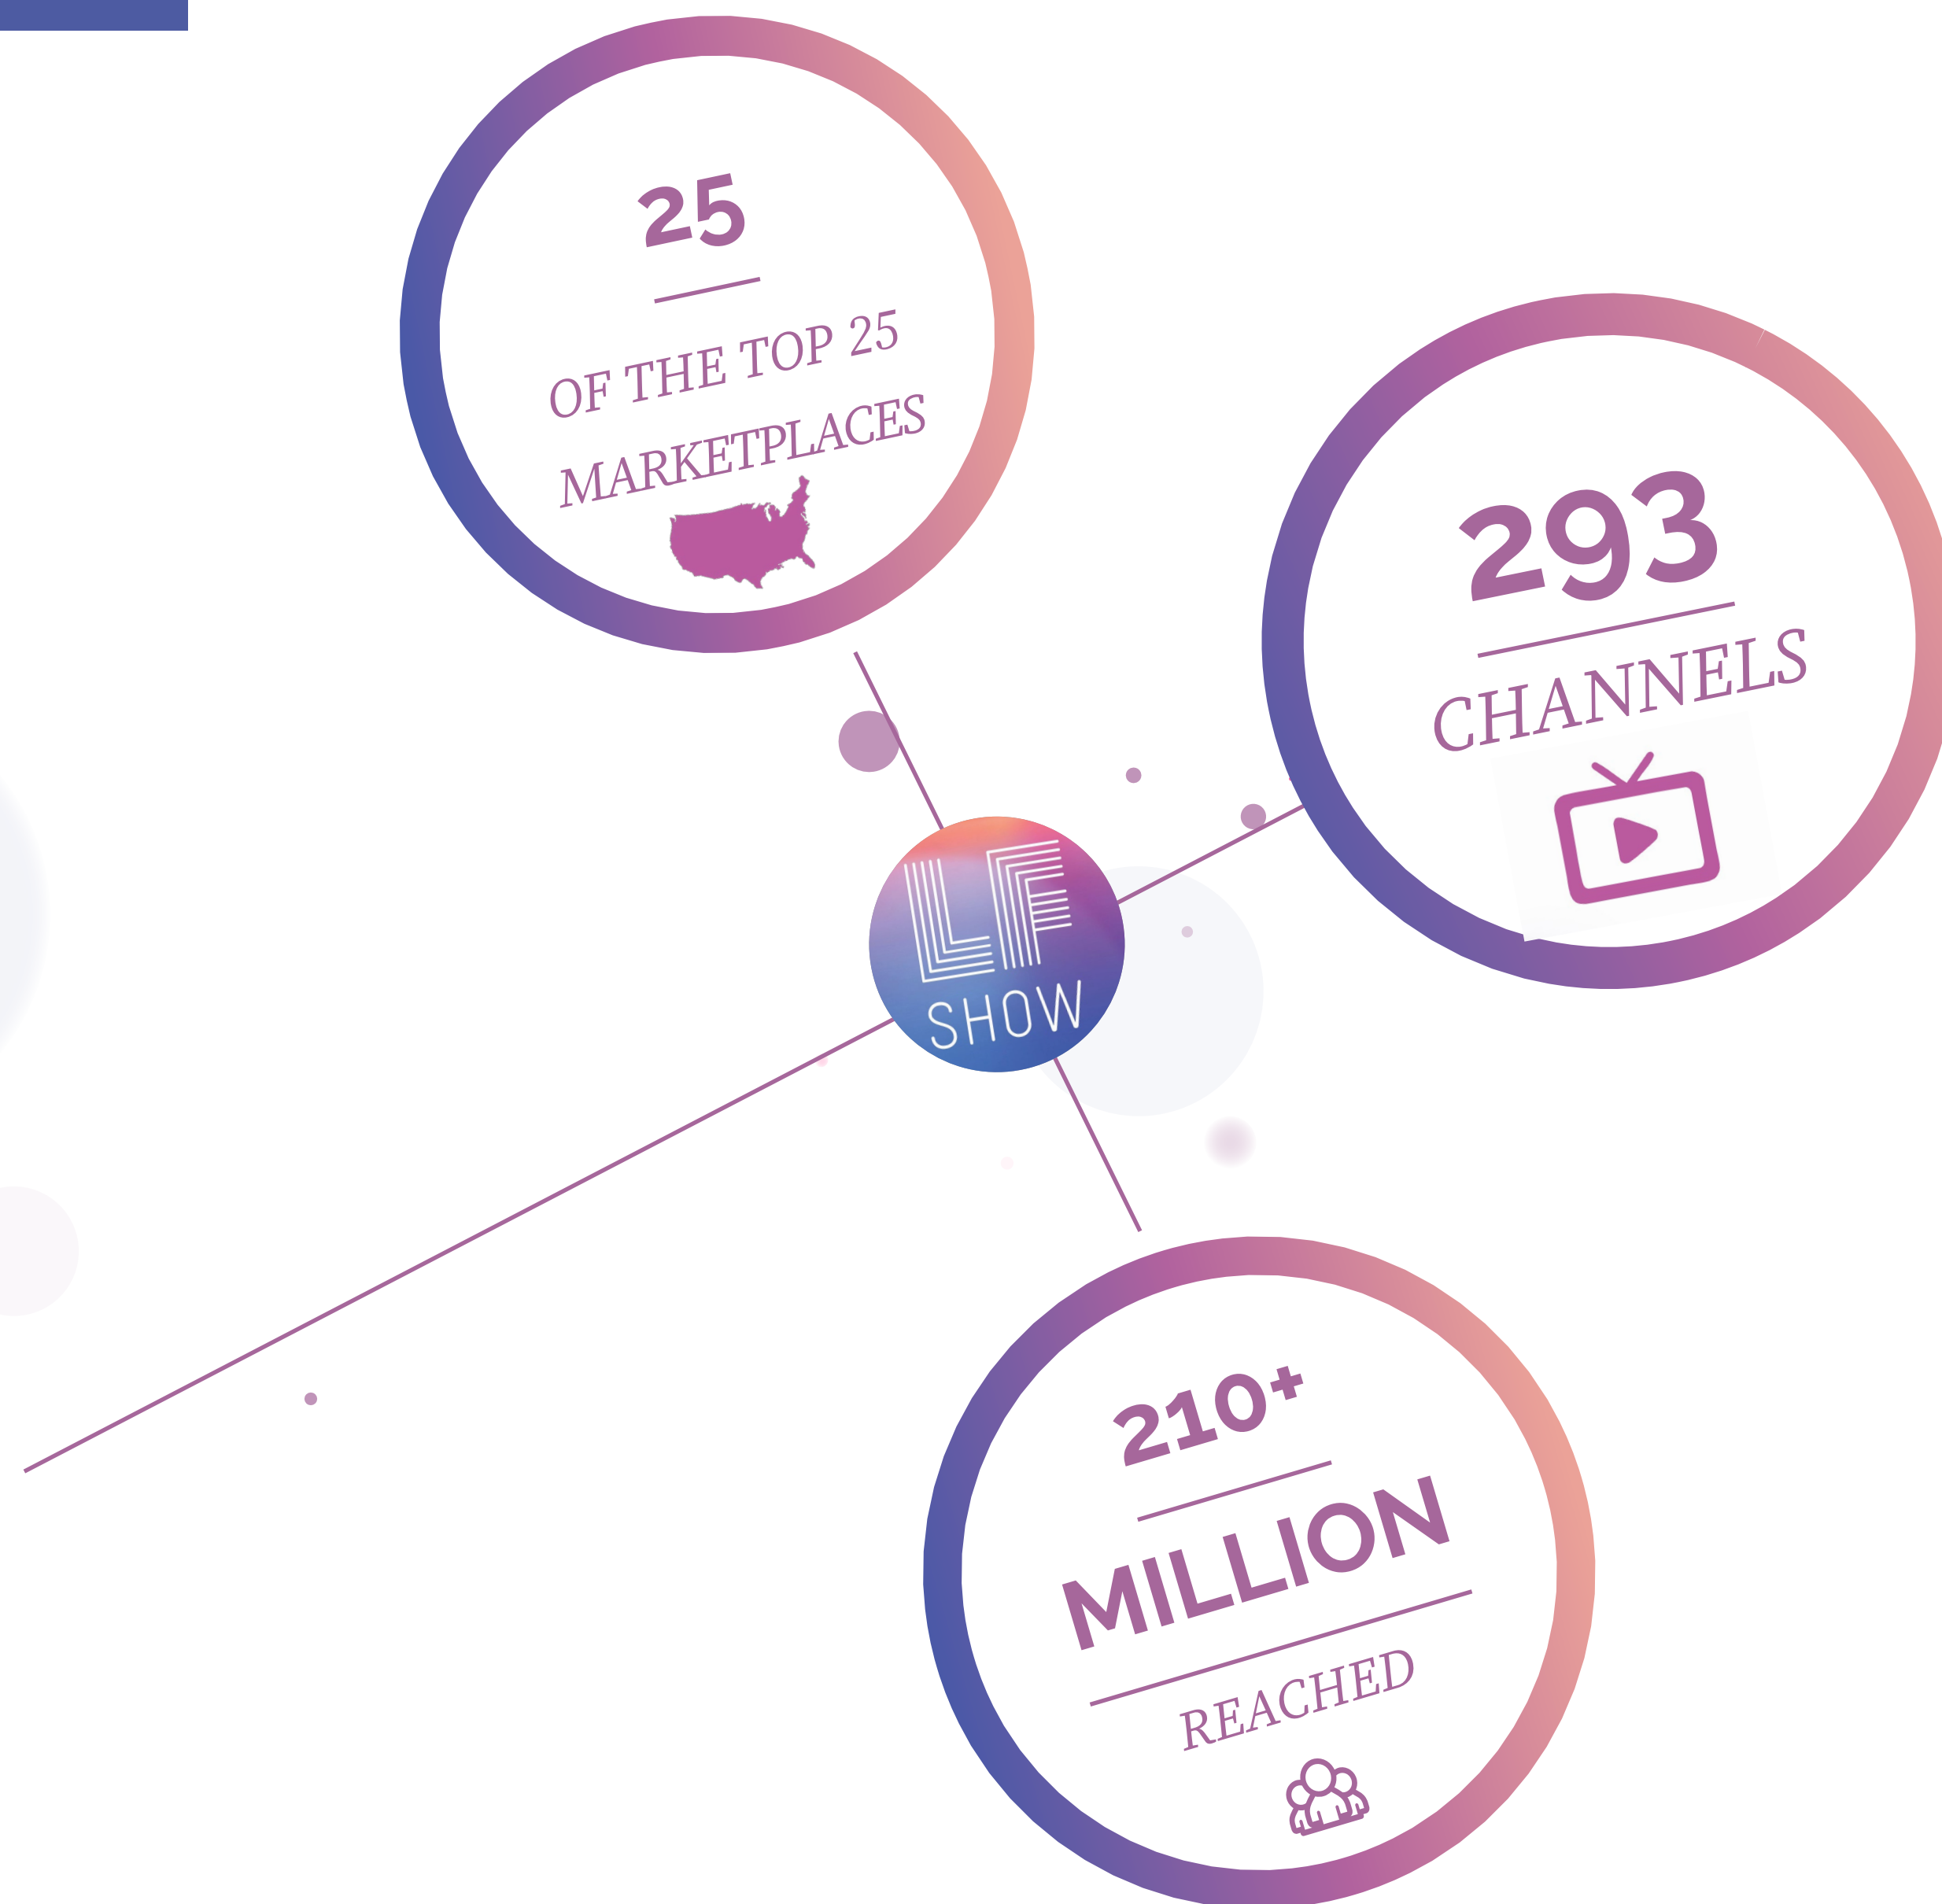 25
OF THE TOP 25
MARKETPLACES
293
CHANNELS
LF
SHOW
210+
MILLION
REACHED